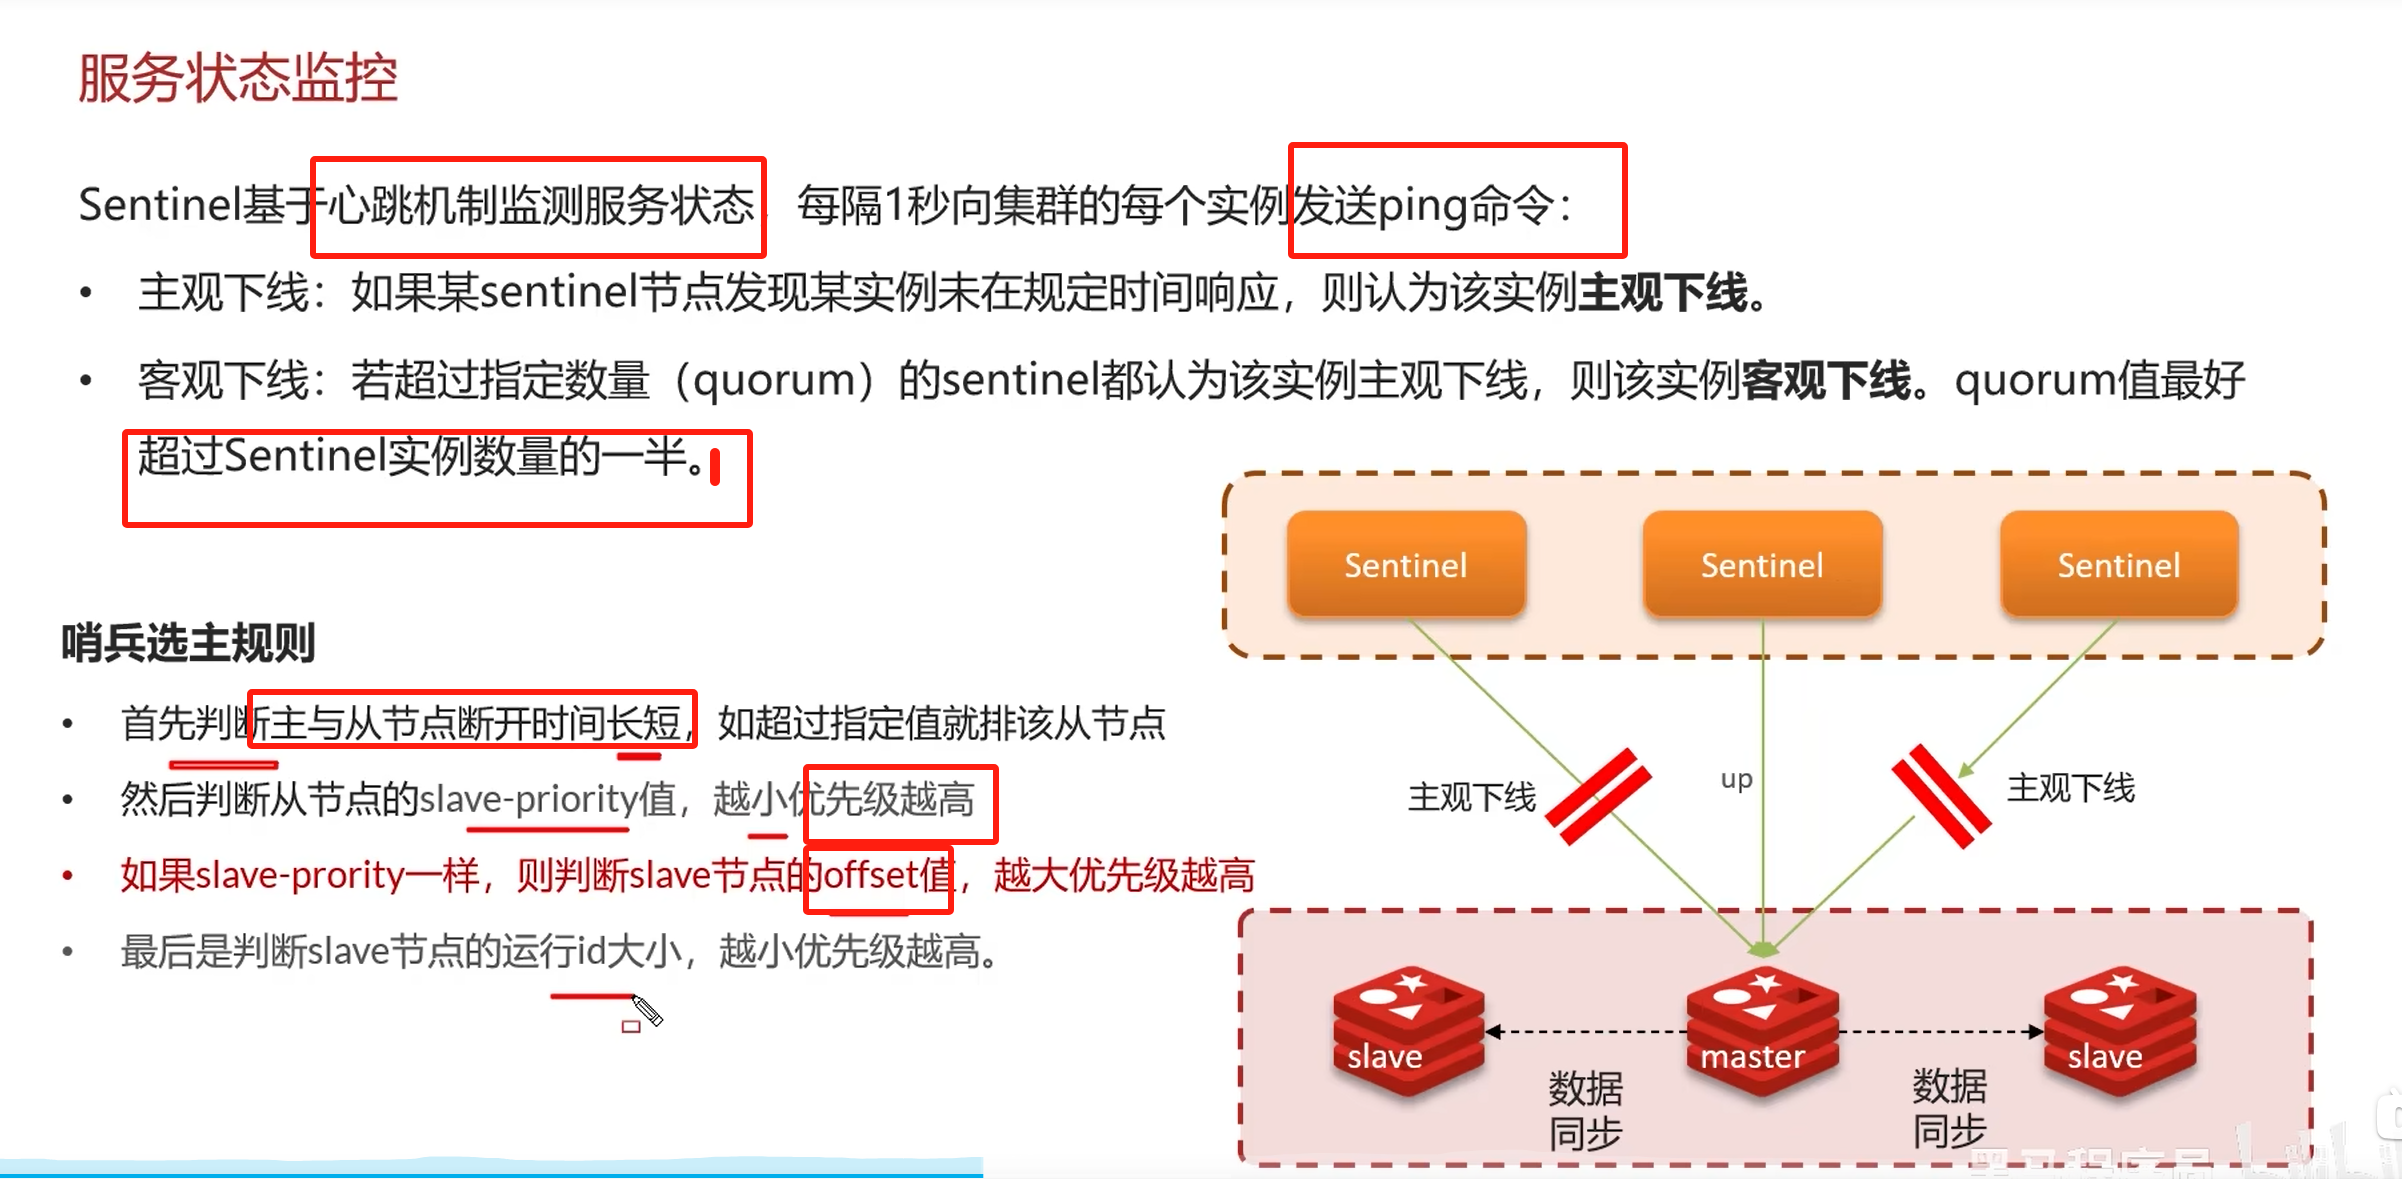 服务状态监控
Sentinel基于心跳机制监测服务状态，每隔1秒向集群的每个实例发送ping命令：
• 主观下线：如果某sentinel节点发现某实例未在规定时间响应，则认为该实例主观下线。
• 客观下线：若超过指定数量（quorum）的sentinel都认为该实例主观下线，则该实例客观下线。quorum值最好
超过Sentinel实例数量的一半。
哨兵选主规则
• 首先判断主与从节点断开时间长短，如超过指定值就排该从节点
• 然后判断从节点的slave-priority值，越小优先级越高
• 如果slave-prority一样，则判断slave节点的offset值，越大优先级越高
• 最后是判断slave节点的运行id大小，越小优先级越高。
Sentinel
Sentinel
Sentinel
主观下线
up
主观下线
slave
master
slave
数据
同步
数据
同步
黑马程序员